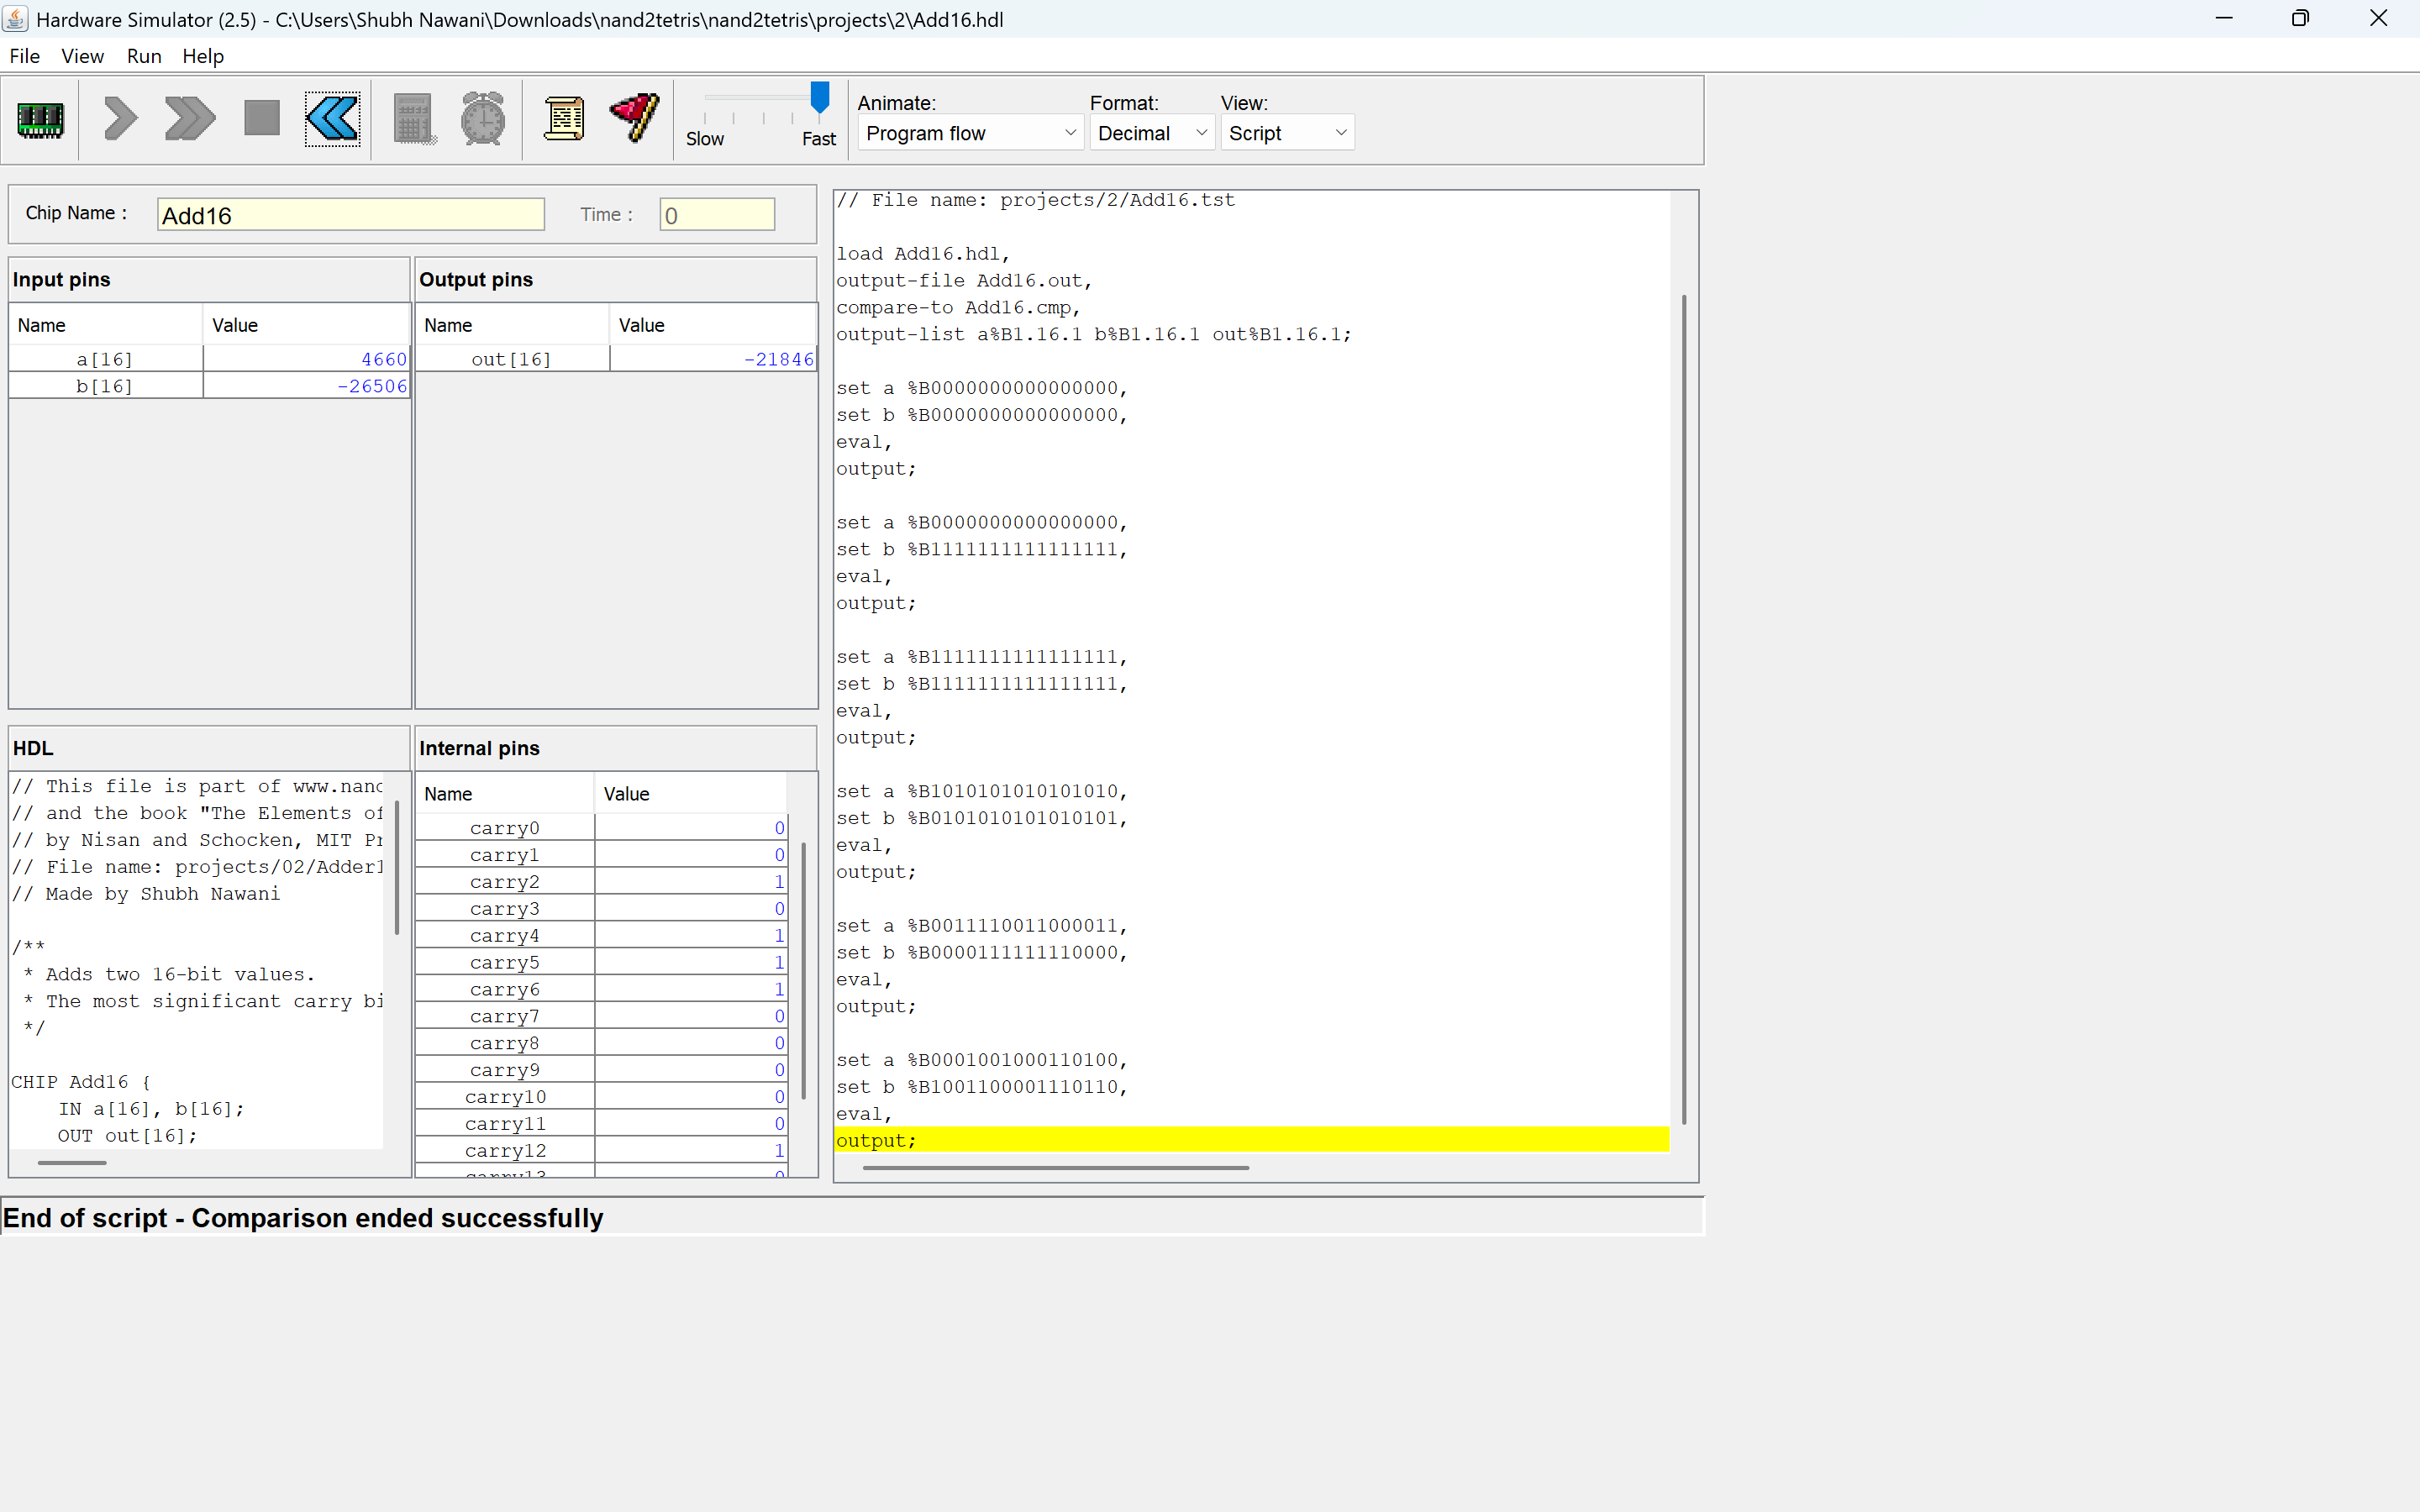 Hardware Simulator (2.5) - C:\Users\Shubh Nawani\Downloads\nand2tetris\nand2tetris\projects\2\Add16.hdl
File View Run Help
Slow Fast
Animate: Format: View:
Program flow Decimal Script
Chip Name : Add16 Time : 0
Input pins
Name Value
a[16] 4660
b[16] -26506
Output pins
Name Value
out[16] -21846
HDL
// This file is part of www.nand
// and the book "The Elements of
// by Nisan and Schocken, MIT Pr
// File name: projects/02/Adder1
// Made by Shubh Nawani
/**
* Adds two 16-bit values.
* The most significant carry bi
*/
CHIP Add16 {
IN a[16], b[16];
OUT out[16];
Internal pins
Name Value
carry0 0
carry1 0
carry2 1
carry3 0
carry4 1
carry5 1
carry6 1
carry7 0
carry8 0
carry9 0
carry10 0
carry11 0
carry12 1
carry13 0
// File name: projects/2/Add16.tst
load Add16.hdl,
output-file Add16.out,
compare-to Add16.cmp,
output-list a%B1.16.1 b%B1.16.1 out%B1.16.1;
set a %B0000000000000000,
set b %B0000000000000000,
eval,
output;
set a %B0000000000000000,
set b %B1111111111111111,
eval,
output;
set a %B1111111111111111,
set b %B1111111111111111,
eval,
output;
set a %B1010101010101010,
set b %B0101010101010101,
eval,
output;
set a %B0011110011000011,
set b %B0000111111110000,
eval,
output;
set a %B0001001000110100,
set b %B1001100001110110,
eval,
output;
End of script - Comparison ended successfully